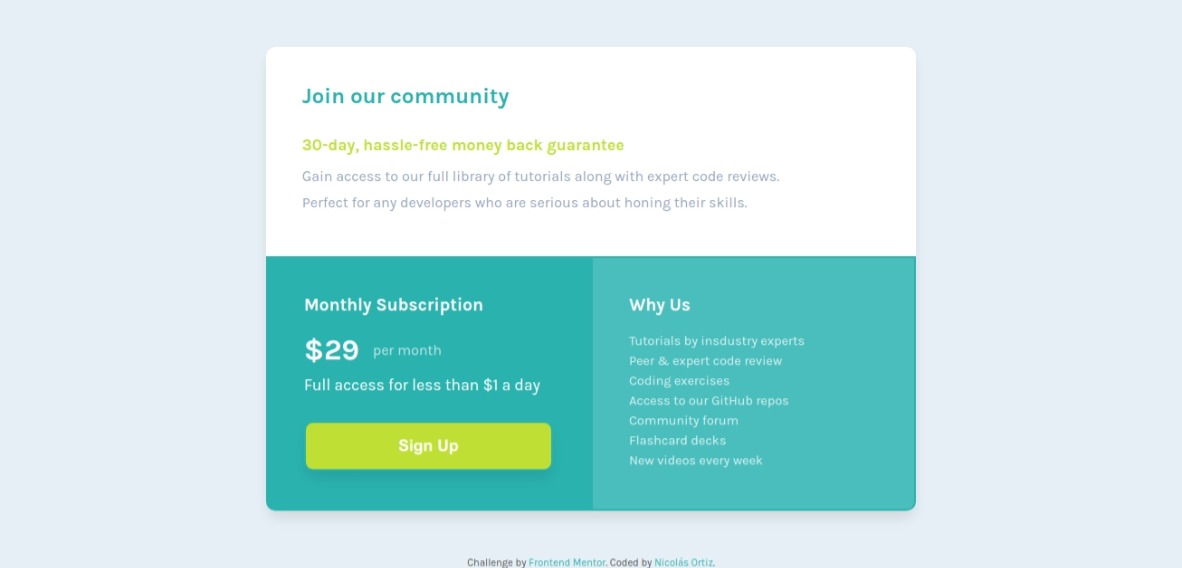 Join our community
30-day, hassle-free money back guarantee
Gain access to our full library of tutorials along with expert code reviews.
Perfect for any developers who are serious about honing their skills.
Monthly Subscription
$29 per month
Full access for less than $1 a day
Sign Up
Why Us
Tutorials by insdustry experts
Peer & expert code review
Coding exercises
Access to our GitHub repos
Community forum
Flashcard decks
New videos every week
Challenge by Frontend Mentor. Coded by Nicolás Ortiz.